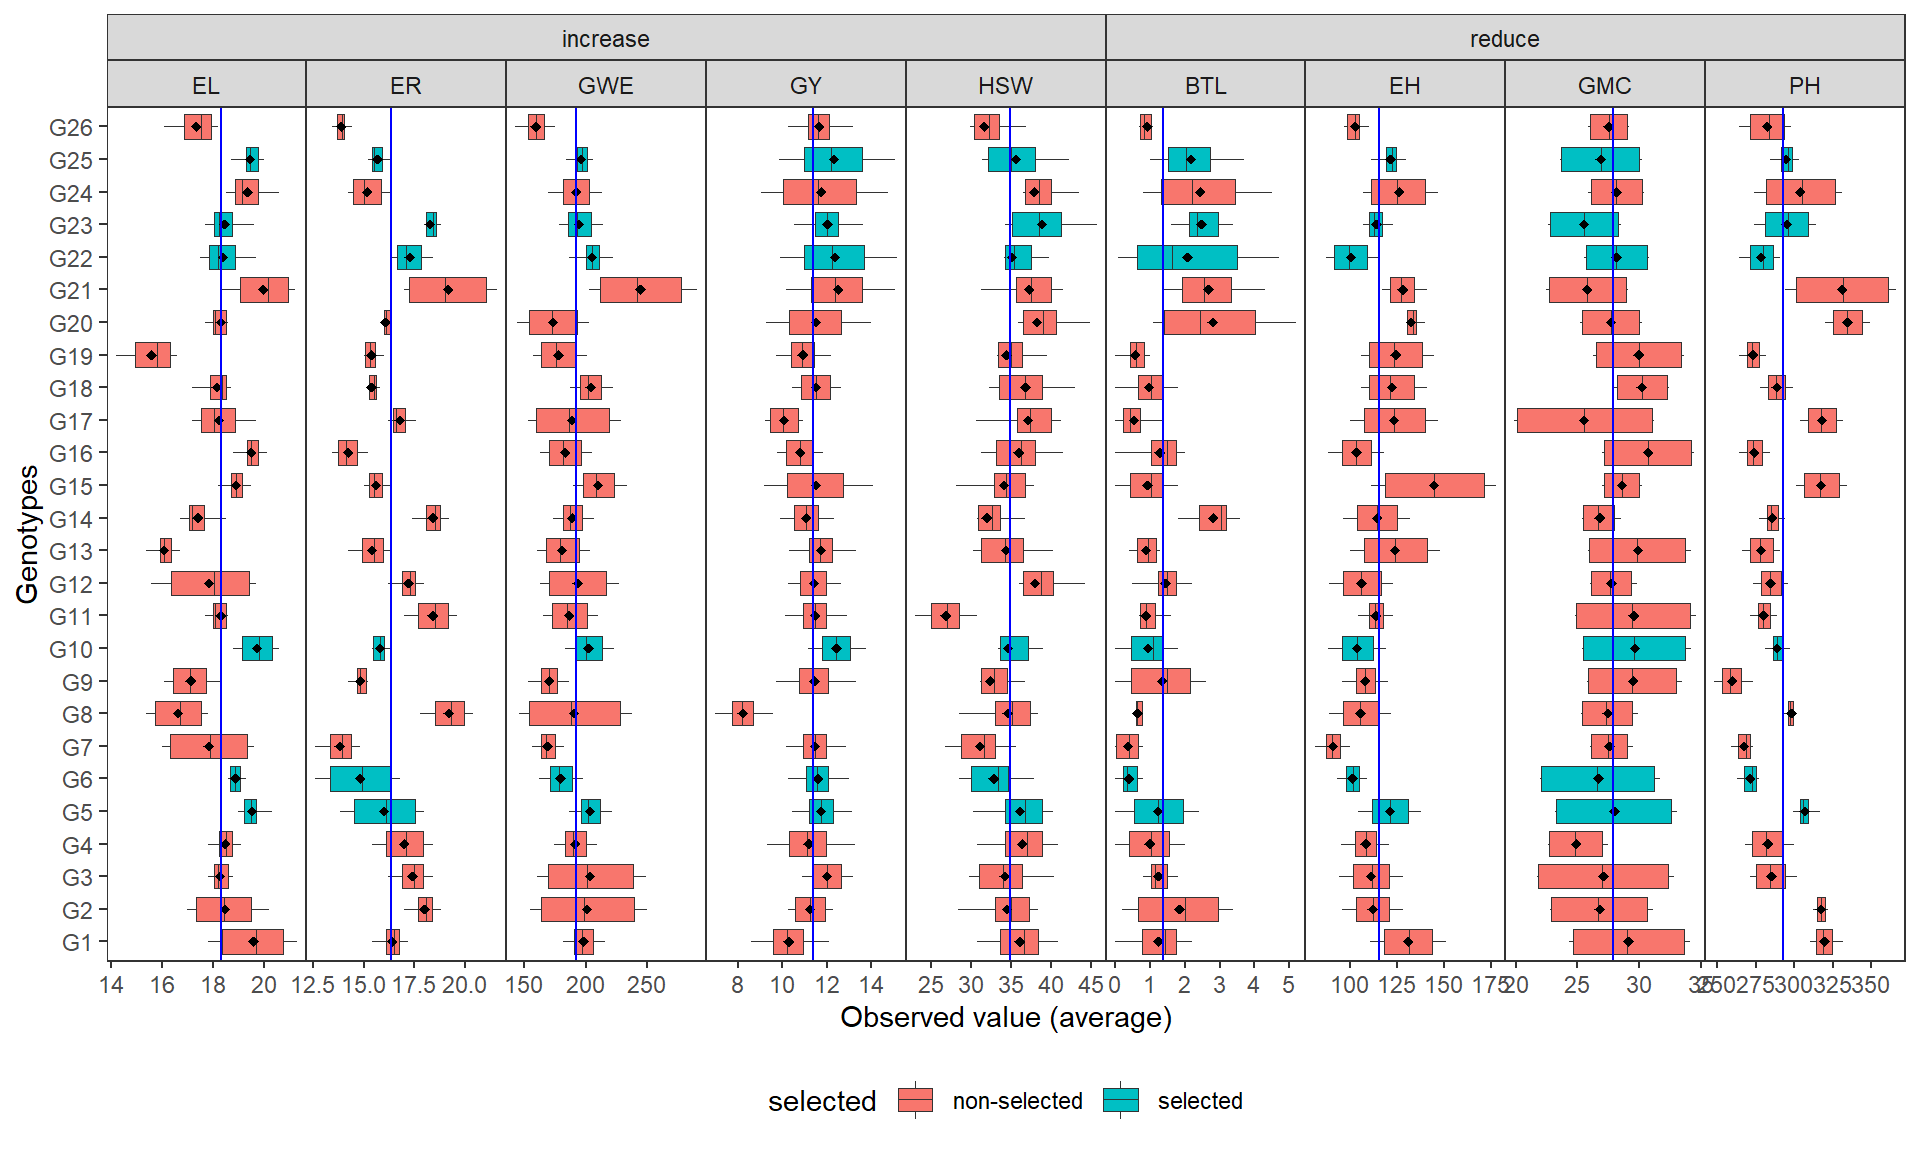 increase reduce
EL ER GWE GY HSW BTL EH GMC PH
G26
G25
G24
G23
G22
G21
G20
G19
G18
G17
G16
G15
G14
G13
G12
G11
G10
G9
G8
G7
G6
G5
G4
G3
G2
G1
Genotypes
14 16 18 20 12.5 15.0 17.5 20.0 150 200 250 8 10 12 14 25 30 35 40 45 0 1 2 3 4 5 100 125 150 175 20 25 30 35 250 275 300 325 350
Observed value (average)
selected non-selected selected